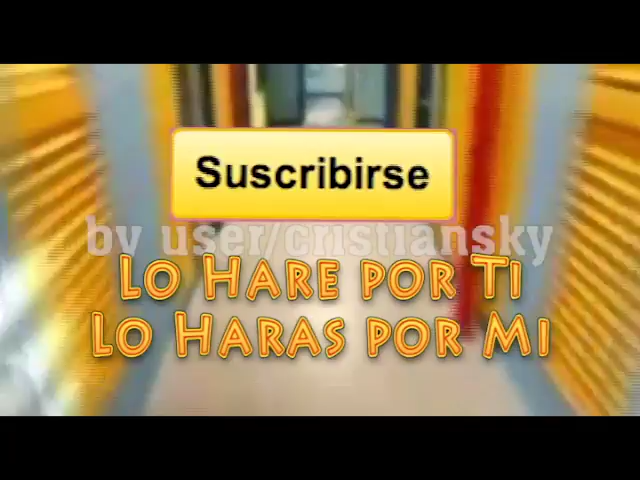 Suscribirse
by user/cristiansky
LO HARE POR TI
LO HARAS POR MI